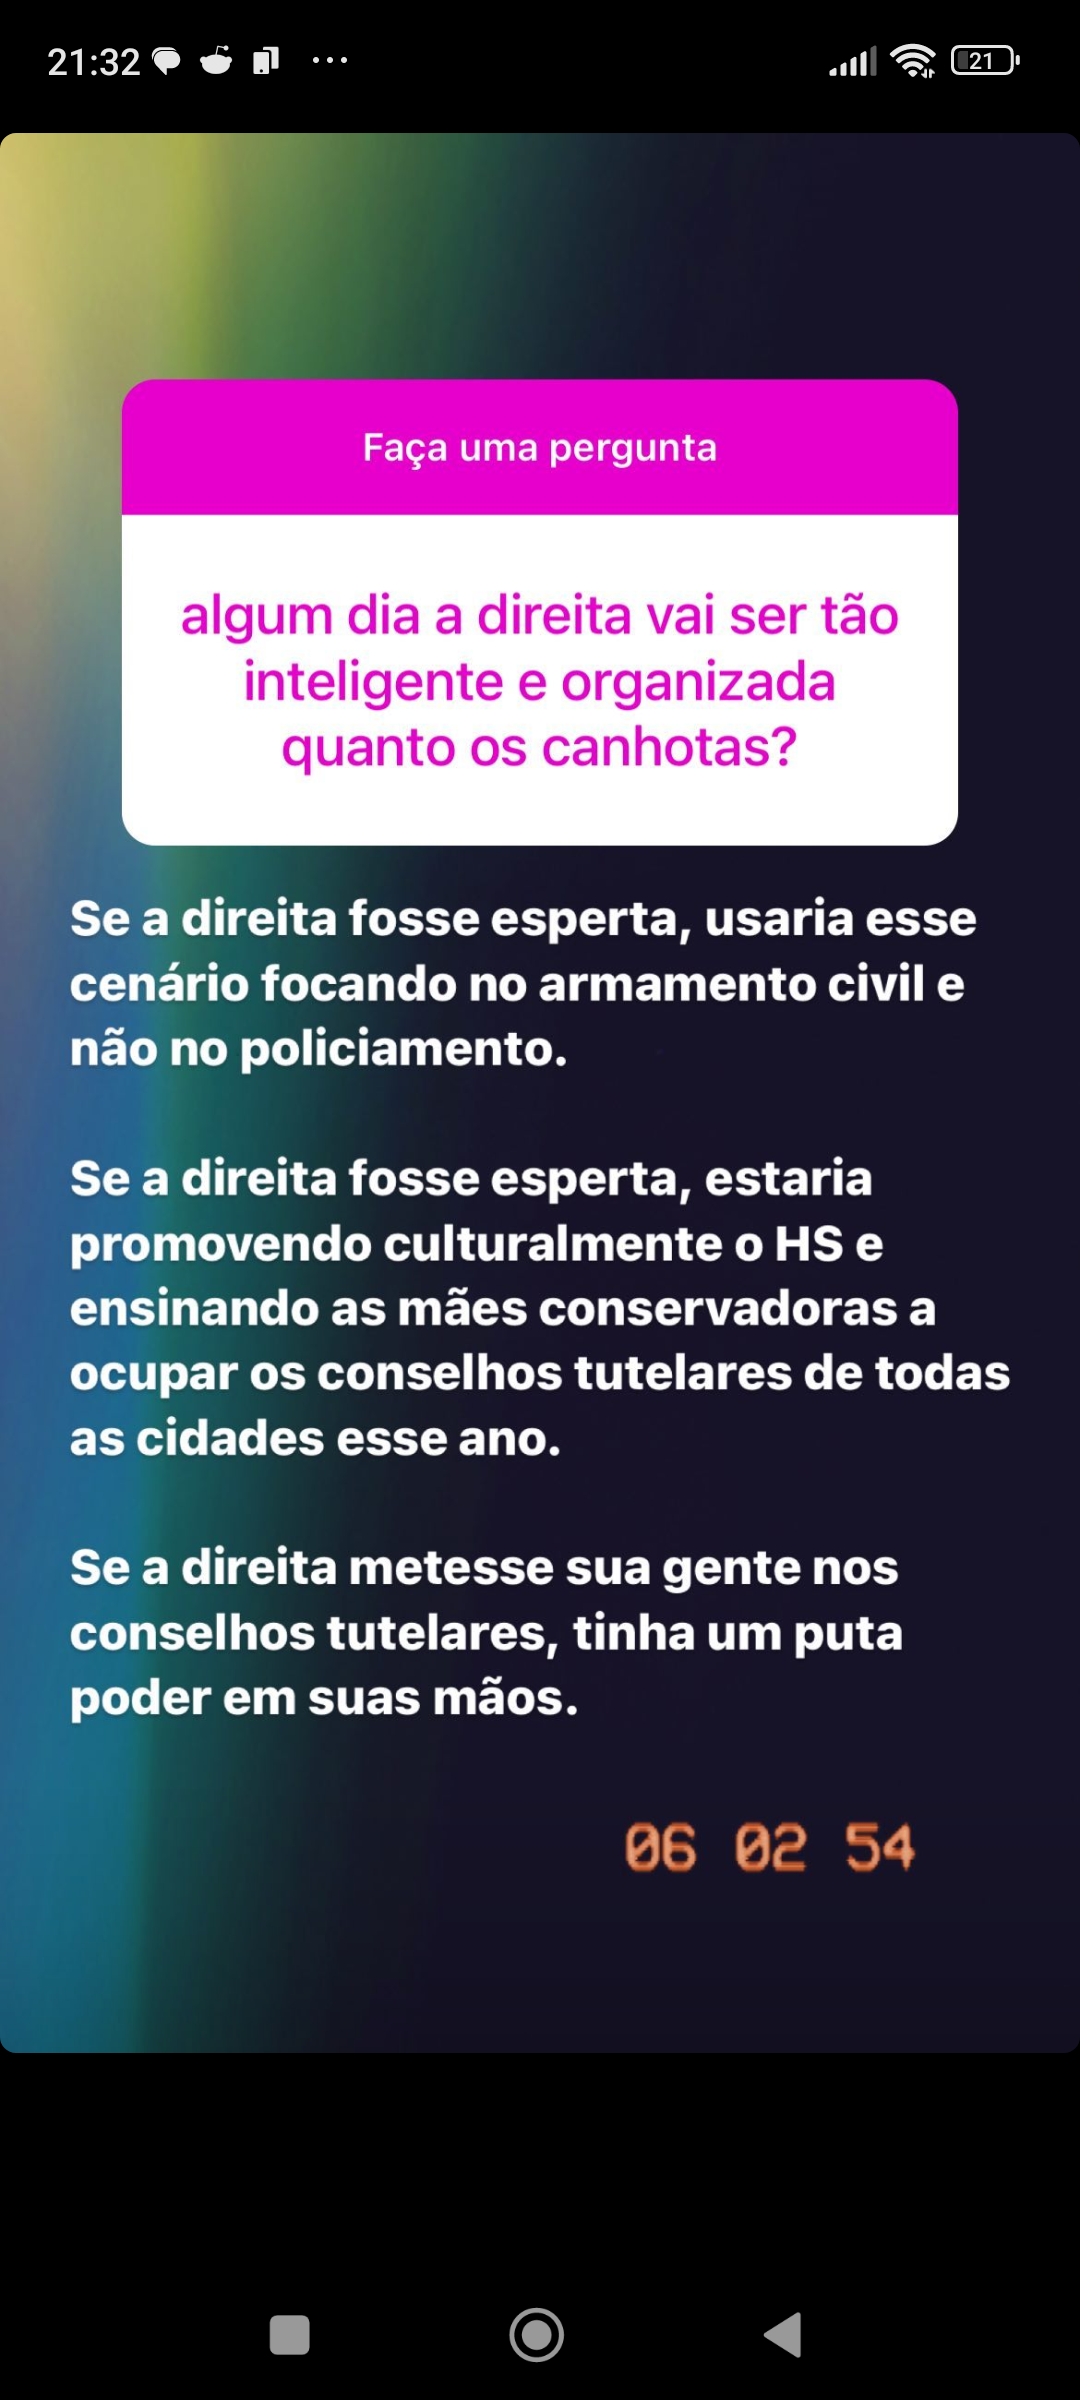 21:32
21
Faça uma pergunta
algum dia a direita vai ser tão
inteligente e organizada
quanto os canhotas?
Se a direita fosse esperta, usaria esse
cenário focando no armamento civil e
não no policiamento.
Se a direita fosse esperta, estaria
promovendo culturalmente o HS e
ensinando as mães conservadoras a
ocupar os conselhos tutelares de todas
as cidades esse ano.
Se a direita metesse sua gente nos
conselhos tutelares, tinha um puta
poder em suas mãos.
06 02 54